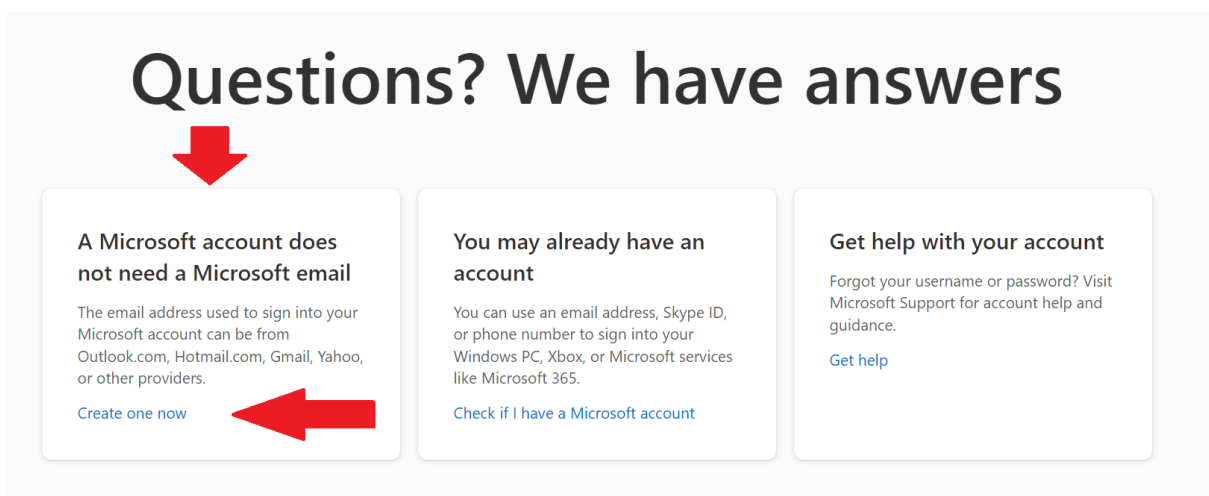 Questions? We have answers
A Microsoft account does
not need a Microsoft email
The email address used to sign into your
Microsoft account can be from
Outlook.com, Hotmail.com, Gmail, Yahoo,
or other providers.
Create one now
You may already have an
account
You can use an email address, Skype ID,
or phone number to sign into your
Windows PC, Xbox, or Microsoft services
like Microsoft 365.
Check if I have a Microsoft account
Get help with your account
Forgot your username or password? Visit
Microsoft Support for account help and
guidance.
Get help